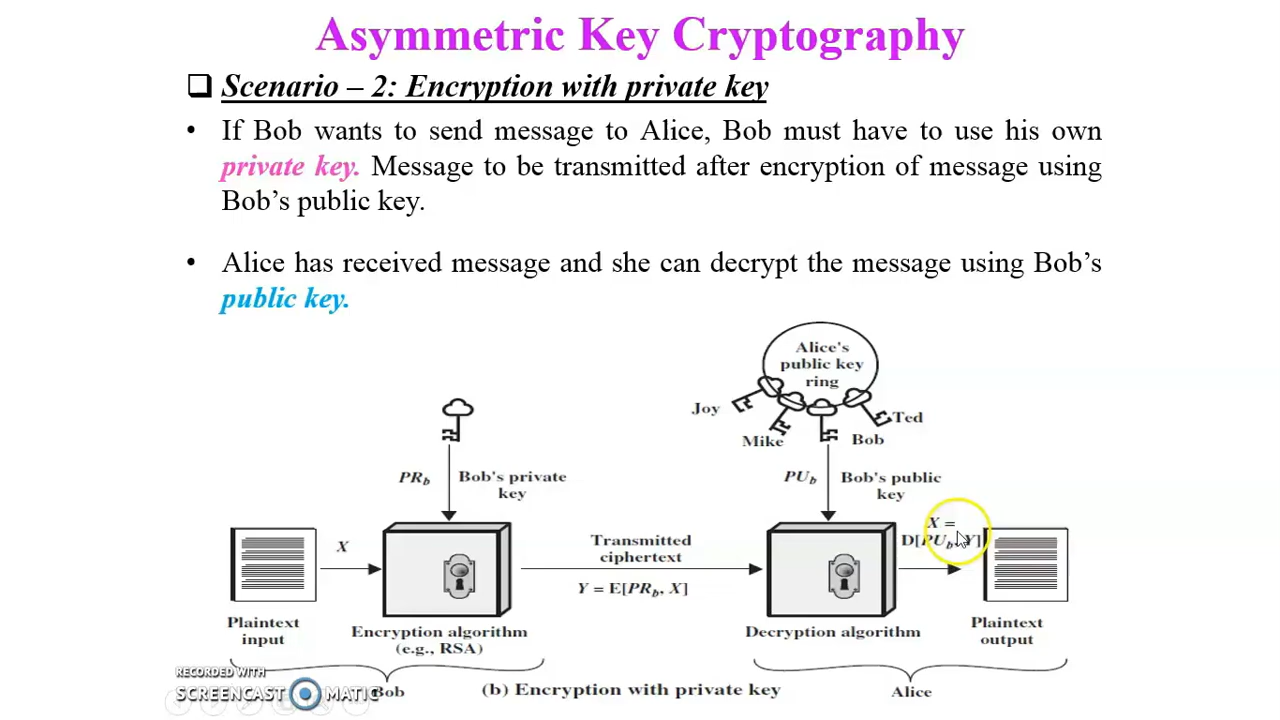 Asymmetric Key Cryptography
Scenario – 2: Encryption with private key
• If Bob wants to send message to Alice, Bob must have to use his own
private key. Message to be transmitted after encryption of message using
Bob's public key.
• Alice has received message and she can decrypt the message using Bob's
public key.
Alice's
public key
ring
Joy
Mike
Bob
Ted
PRb
Bob's private
key
PUb
Bob's public
key
X
Transmitted
ciphertext
Y = E[PRb, X]
X =
D[PUb, Y]
Plaintext
input
Encryption algorithm
(e.g., RSA)
Decryption algorithm
Plaintext
output
Bob
(b) Encryption with private key
Alice
RECORDED WITH
SCREENCAST MATIC